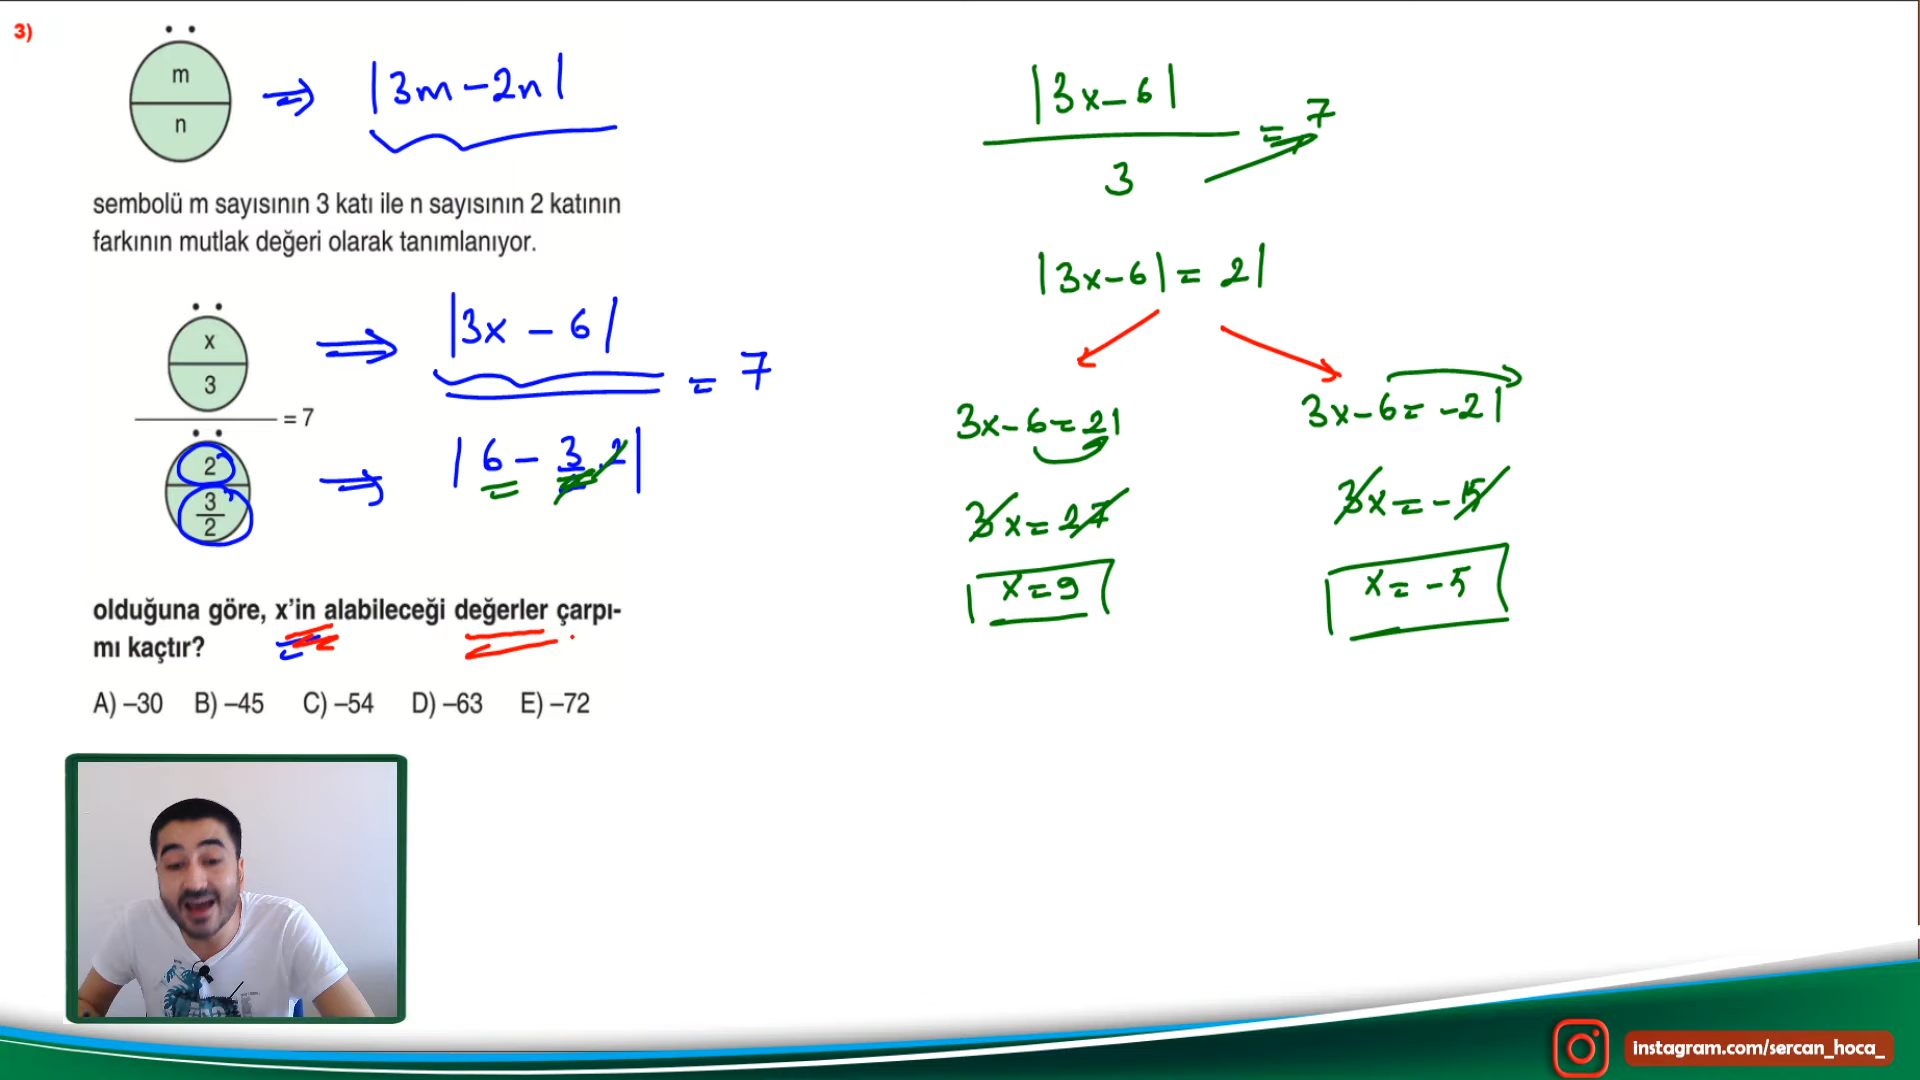 3)
m
n
⇒ |3m-2n|
sembolü m sayısının 3 katı ile n sayısının 2 katının
farkının mutlak değeri olarak tanımlanıyor.
x
3
= 7
2
3
2
⇒ |3x - 6|
= 7
⇒ |6 - 3.2|
olduğuna göre, x'in alabileceği değerler çarpı-
mı kaçtır?
A) –30 B) –45 C) –54 D) –63 E) –72
|3x-6|
3
= 7
|3x-6| = 21
3x-6=21
3x=27
x=9
3x-6=-21
3x=-15
x=-5
instagram.com/sercan_hoca_